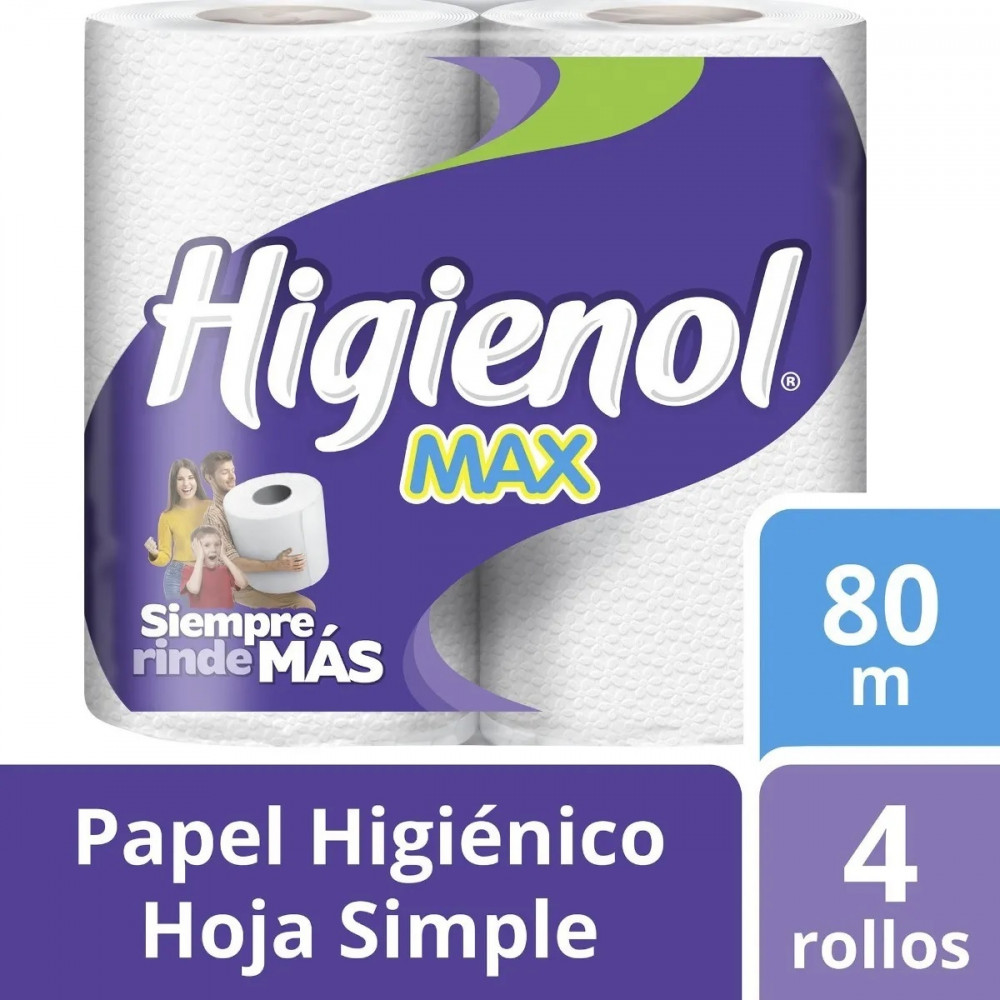 Higienol®
MAX
Siempre
rinde MÁS
80
m
Papel Higiénico
Hoja Simple
4
rollos